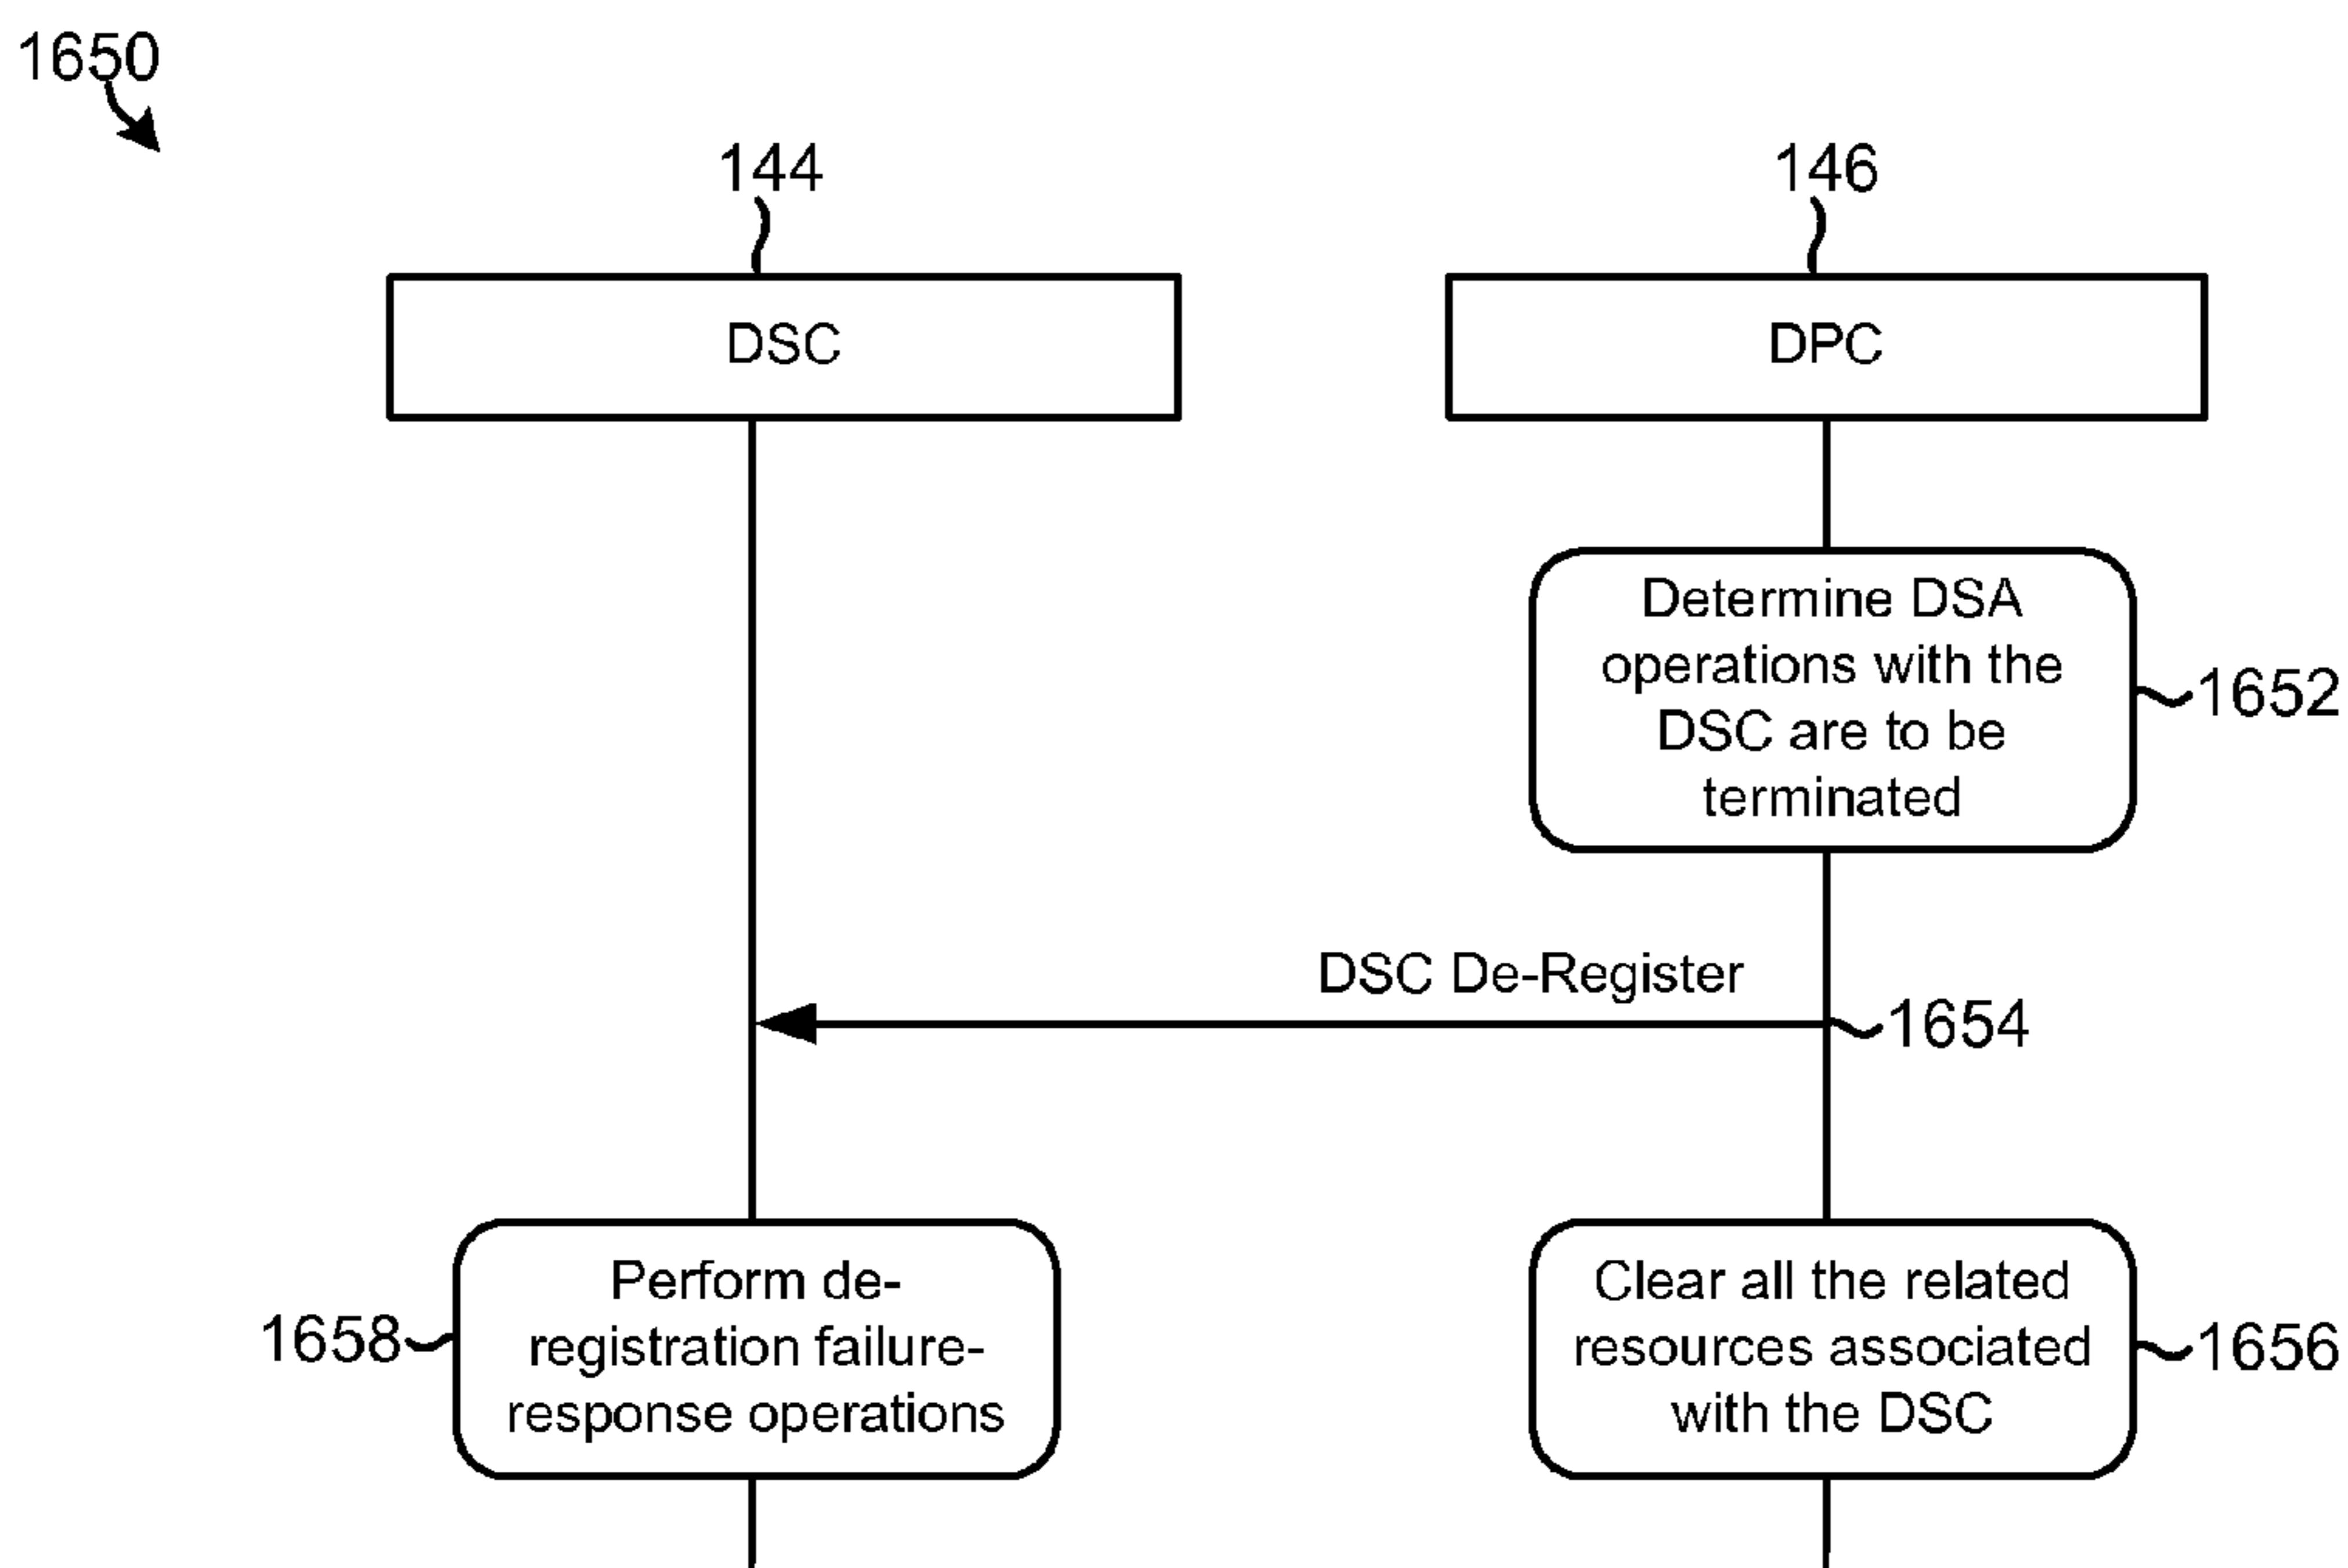 1650
144
146
DSC
DPC
Determine DSA
operations with the
DSC are to be
terminated
1652
DSC De-Register
1654
Perform de-
registration failure-
response operations
1658
Clear all the related
resources associated
with the DSC
1656